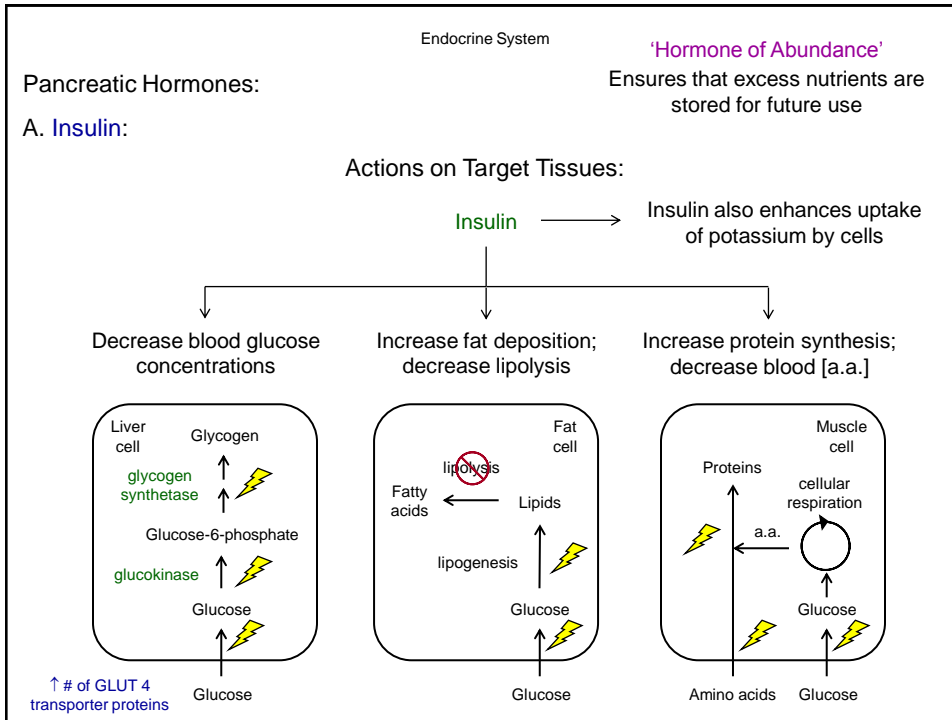 Endocrine System
'Hormone of Abundance'
Ensures that excess nutrients are
stored for future use
Pancreatic Hormones:
A. Insulin:
Actions on Target Tissues:
Insulin
Insulin also enhances uptake
of potassium by cells
Decrease blood glucose
concentrations
Increase fat deposition;
decrease lipolysis
Increase protein synthesis;
decrease blood [a.a.]
Liver
cell
Glycogen
glycogen
synthetase
Glucose-6-phosphate
glucokinase
Glucose
Glucose
↑ # of GLUT 4
transporter proteins
Fat
cell
lipolysis
Fatty
acids
Lipids
lipogenesis
Glucose
Glucose
Muscle
cell
Proteins
cellular
respiration
a.a.
Glucose
Amino acids
Glucose